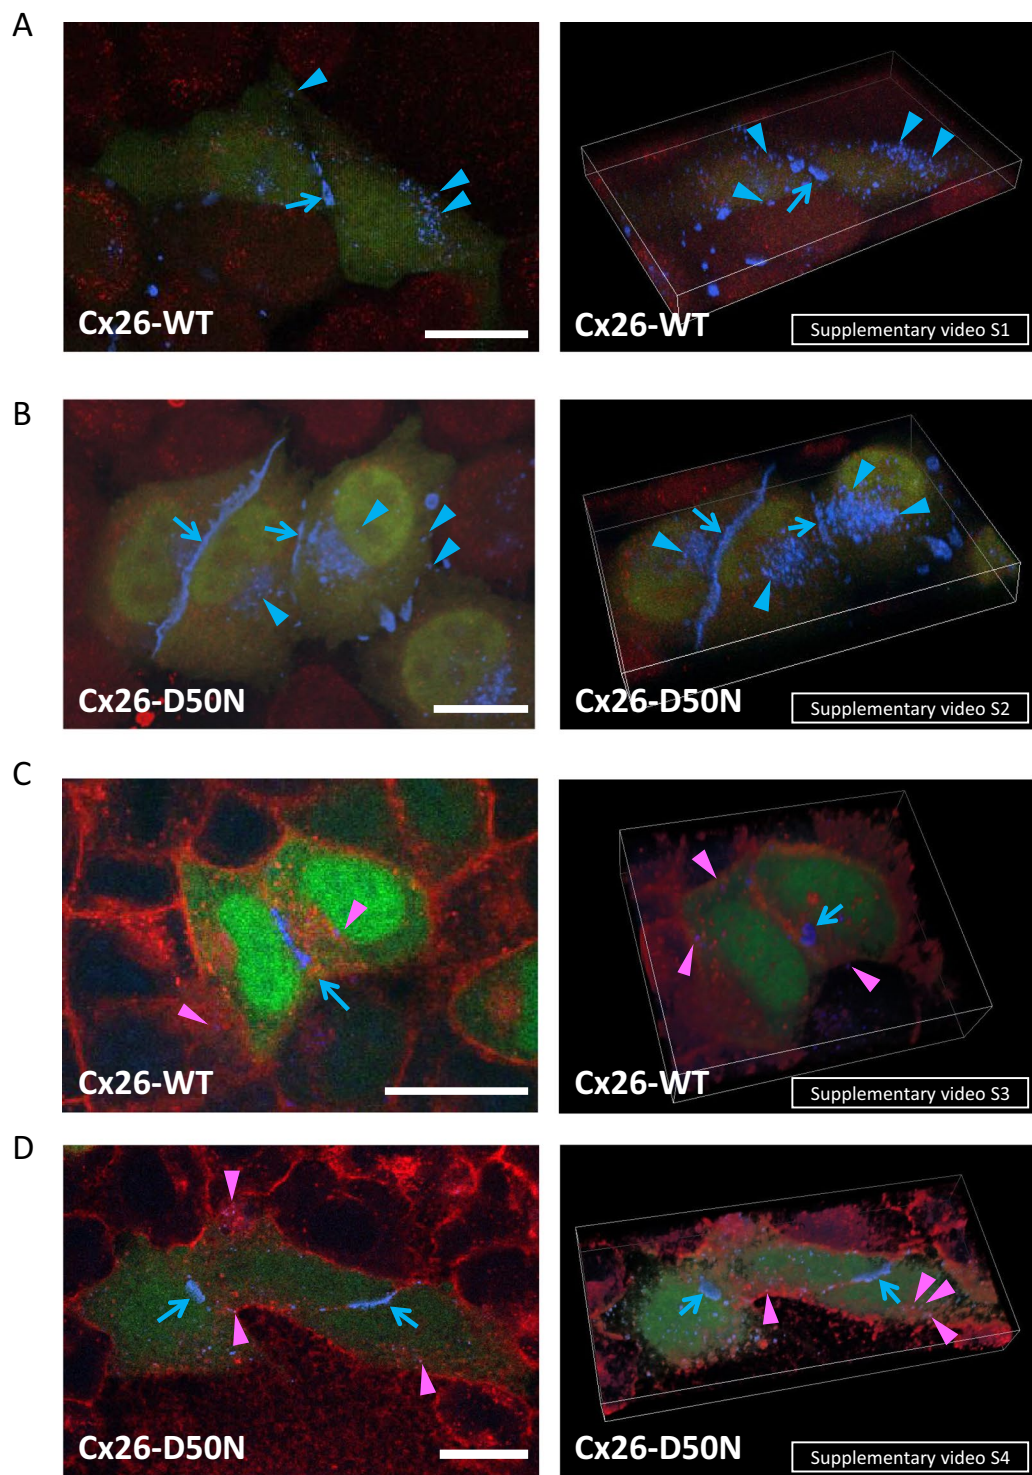 A
Cx26-WT
Cx26-WT
Supplementary video S1
B
Cx26-D50N
Cx26-D50N
Supplementary video S2
C
Cx26-WT
Cx26-WT
Supplementary video S3
D
Cx26-D50N
Cx26-D50N
Supplementary video S4